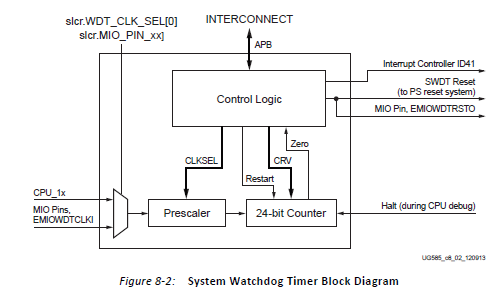 slcr.WDT_CLK_SEL[0]
slcr.MIO_PIN_xx]
INTERCONNECT
APB
Interrupt Controller ID41
SWDT Reset
(to PS reset system)
MIO Pin, EMIOWDTRSTO
Control Logic
Zero
CLKSEL
CRV
Restart
CPU_1x
MIO Pins,
EMIOWDTCLKI
Prescaler
24-bit Counter
Halt (during CPU debug)
UG585_c8_02_120913
Figure 8-2: System Watchdog Timer Block Diagram